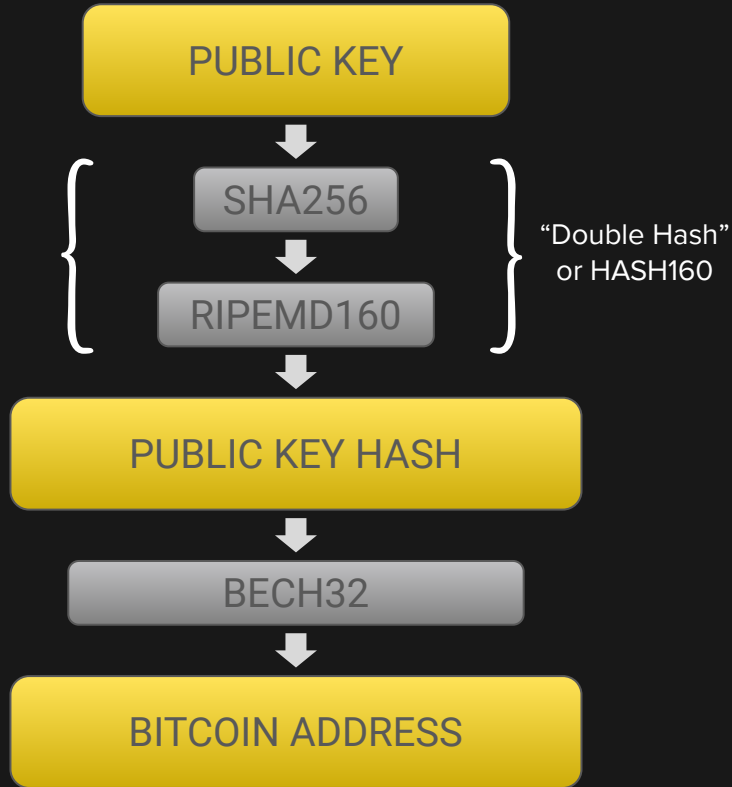 PUBLIC KEY
SHA256
“Double Hash”
or HASH160
RIPEMD160
PUBLIC KEY HASH
BECH32
BITCOIN ADDRESS